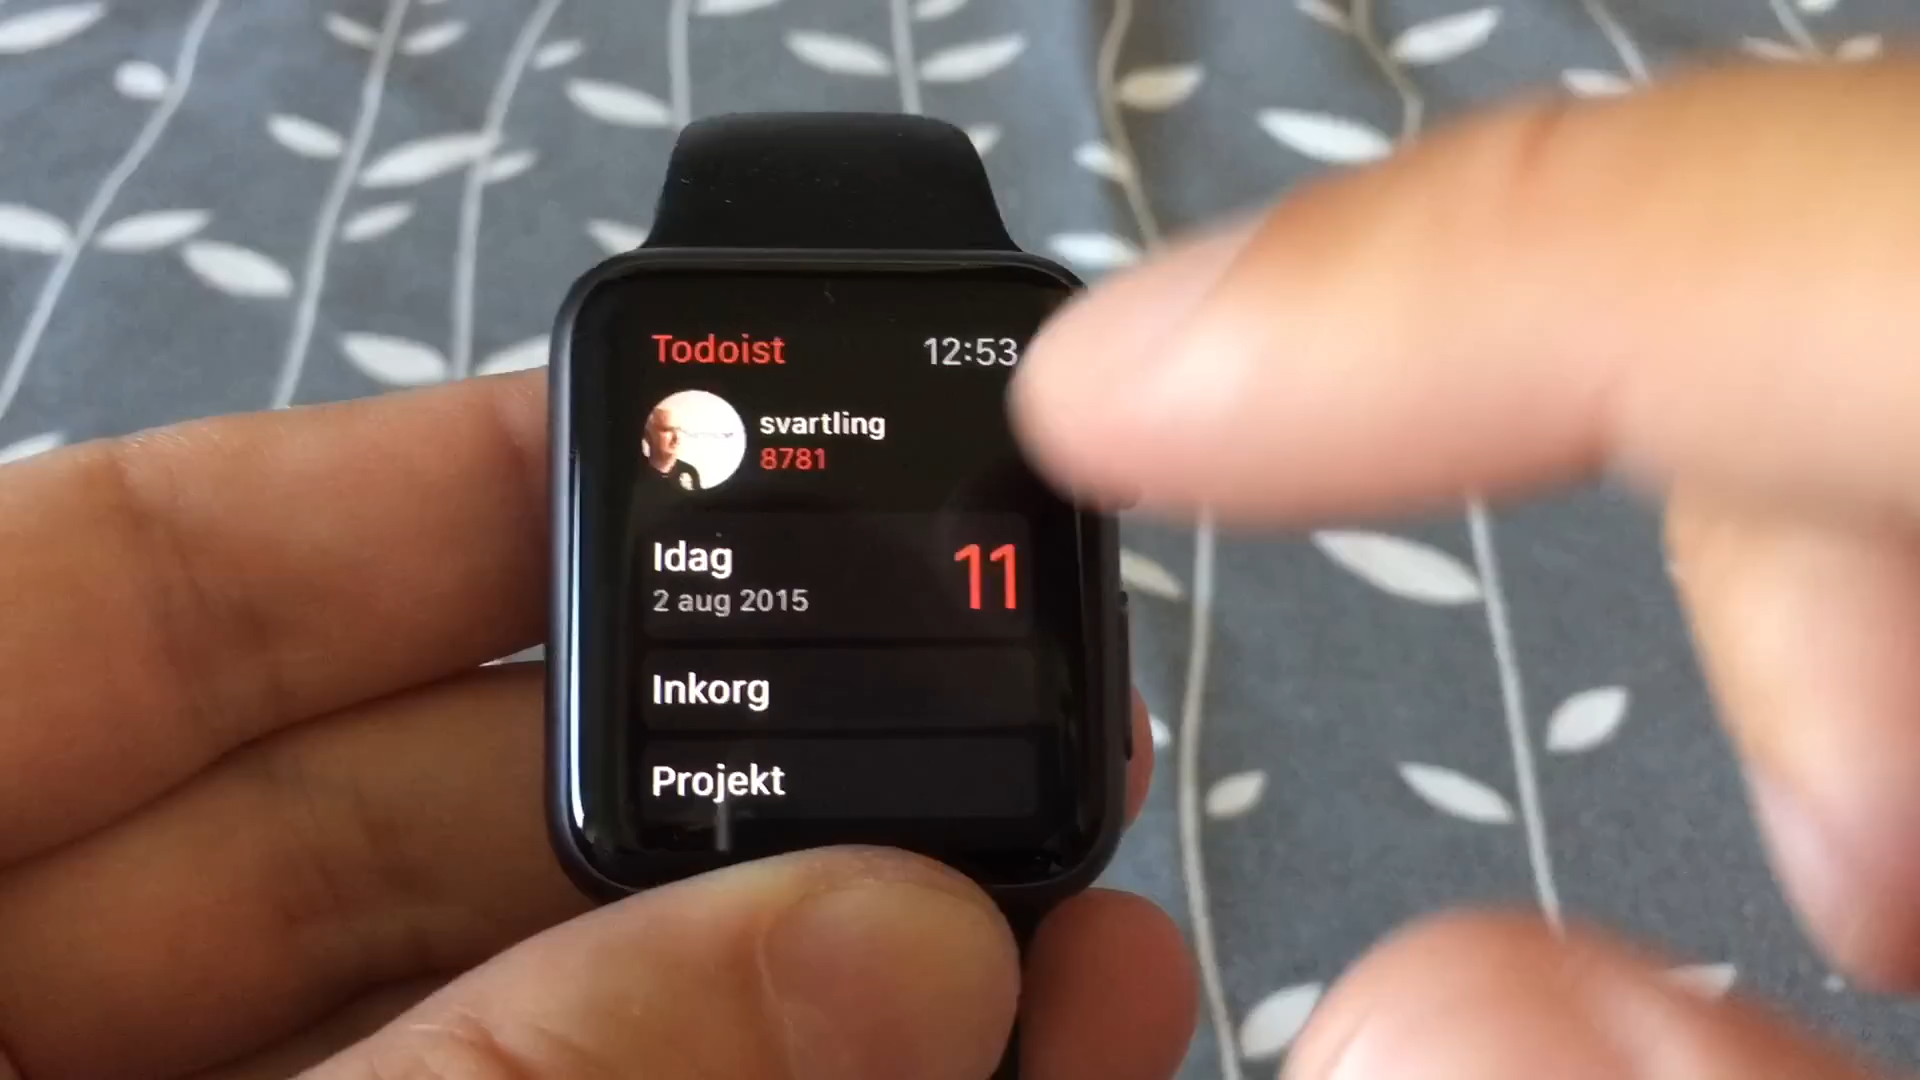 Todoist 12:53
svartling
8781
Idag 11
2 aug 2015
Inkorg
Projekt